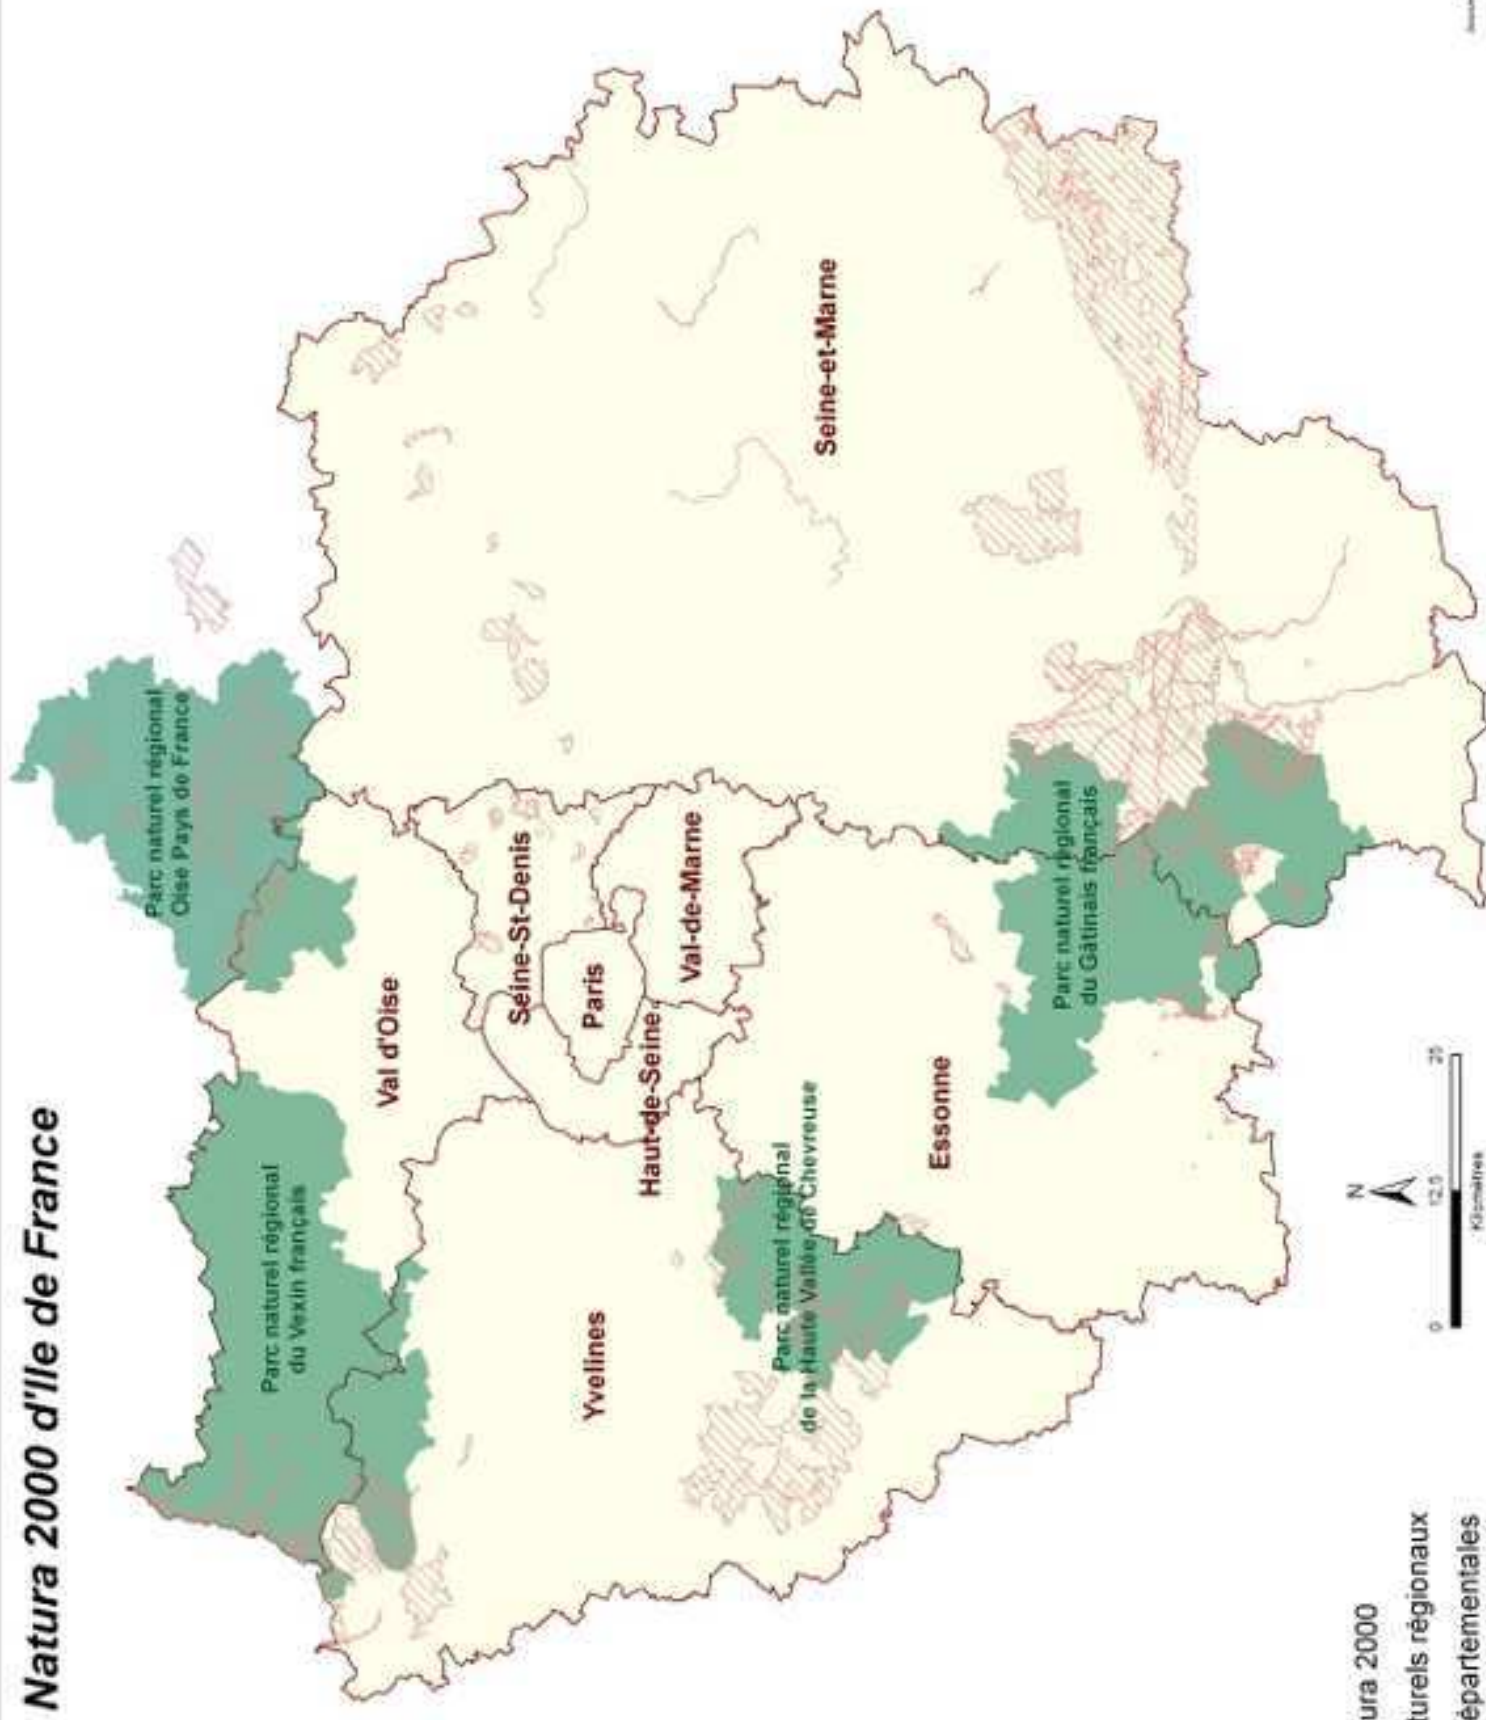 Natura 2000 d'Ile de France
Parc naturel régional
Oise Pays de France
Parc naturel régional
du Vexin français
Val d'Oise
Seine-St-Denis
Paris
Haut-de-Seine
Val-de-Marne
Yvelines
Seine-et-Marne
Parc naturel régional
de la Haute Vallée de Chevreuse
Essonne
Parc naturel régional
du Gâtinais français
ura 2000
turels régionaux
épartementales
N
0 12,5 25
Kilomètres